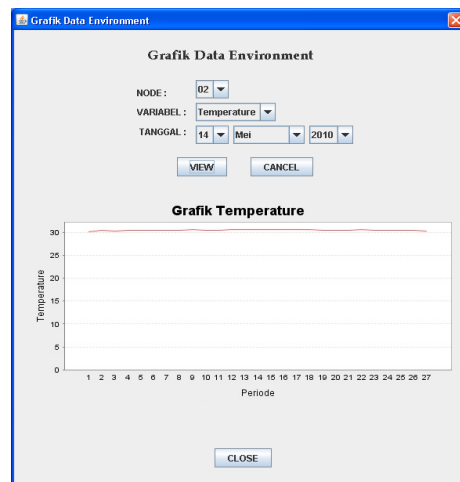 Grafik Data Environment
Grafik Data Environment
NODE : 02
VARIABEL : Temperature
TANGGAL : 14 Mei 2010
VIEW CANCEL
Grafik Temperature
30
25
20
15
10
5
0
Temperature
1 2 3 4 5 6 7 8 9 10 11 12 13 14 15 16 17 18 19 20 21 22 23 24 25 26 27
Periode
CLOSE